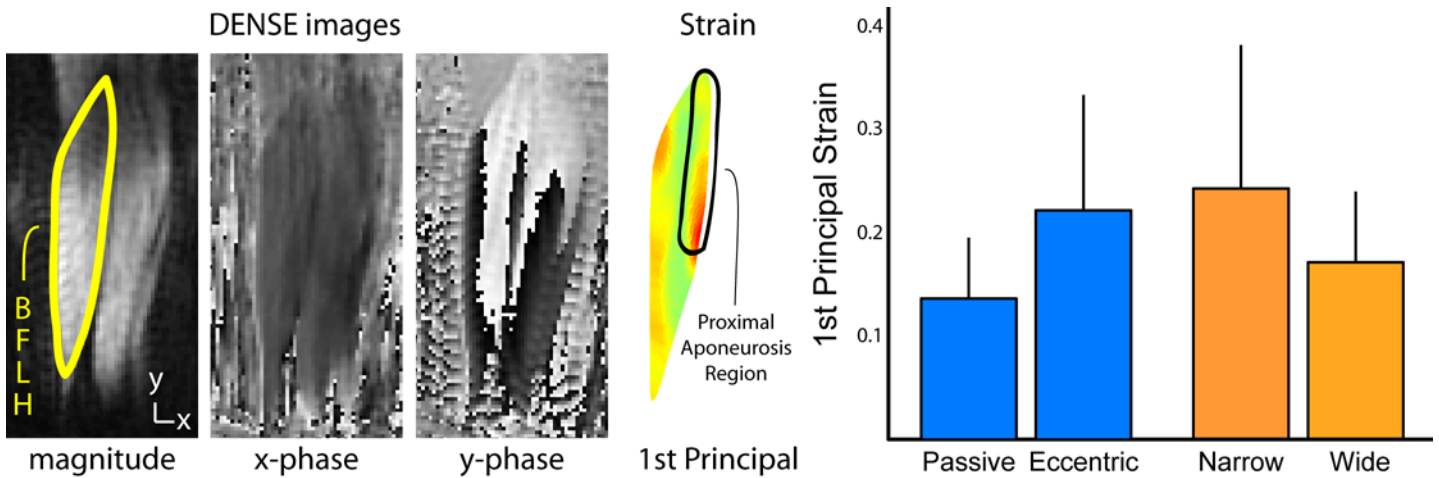 DENSE images
Strain
B
F
L
H
y
x
magnitude
x-phase
y-phase
Proximal
Aponeurosis
Region
1st Principal
1st Principal Strain
0.4
0.3
0.2
0.1
Passive
Eccentric
Narrow
Wide